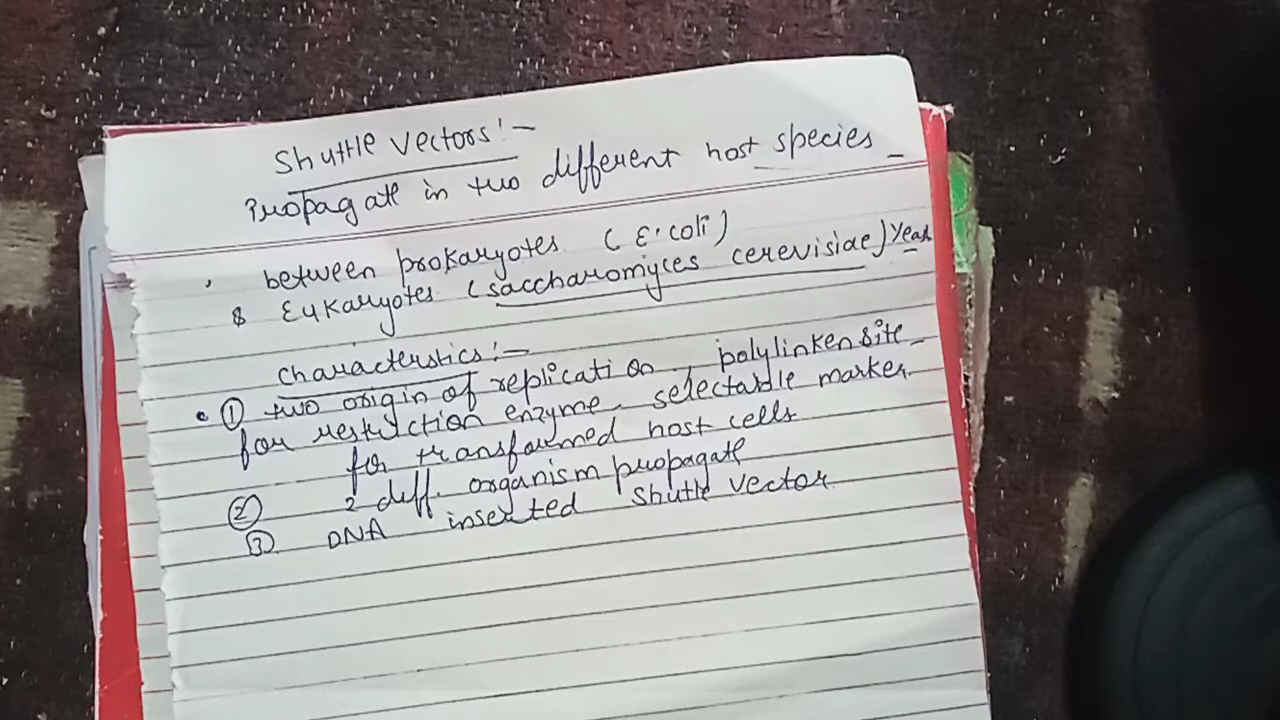 Shuttle Vectors:-
Propagate in two different host species -
between prokaryotes (E.coli)
& Eukaryotes (saccharomyces cerevisiae) Yeast
characterstics:-
• ① two origin of replication, polylinker site
for restriction enzyme, selectable marker
for transformed host cells
② 2 diff. organism propagate
③ DNA inserted shuttle vector